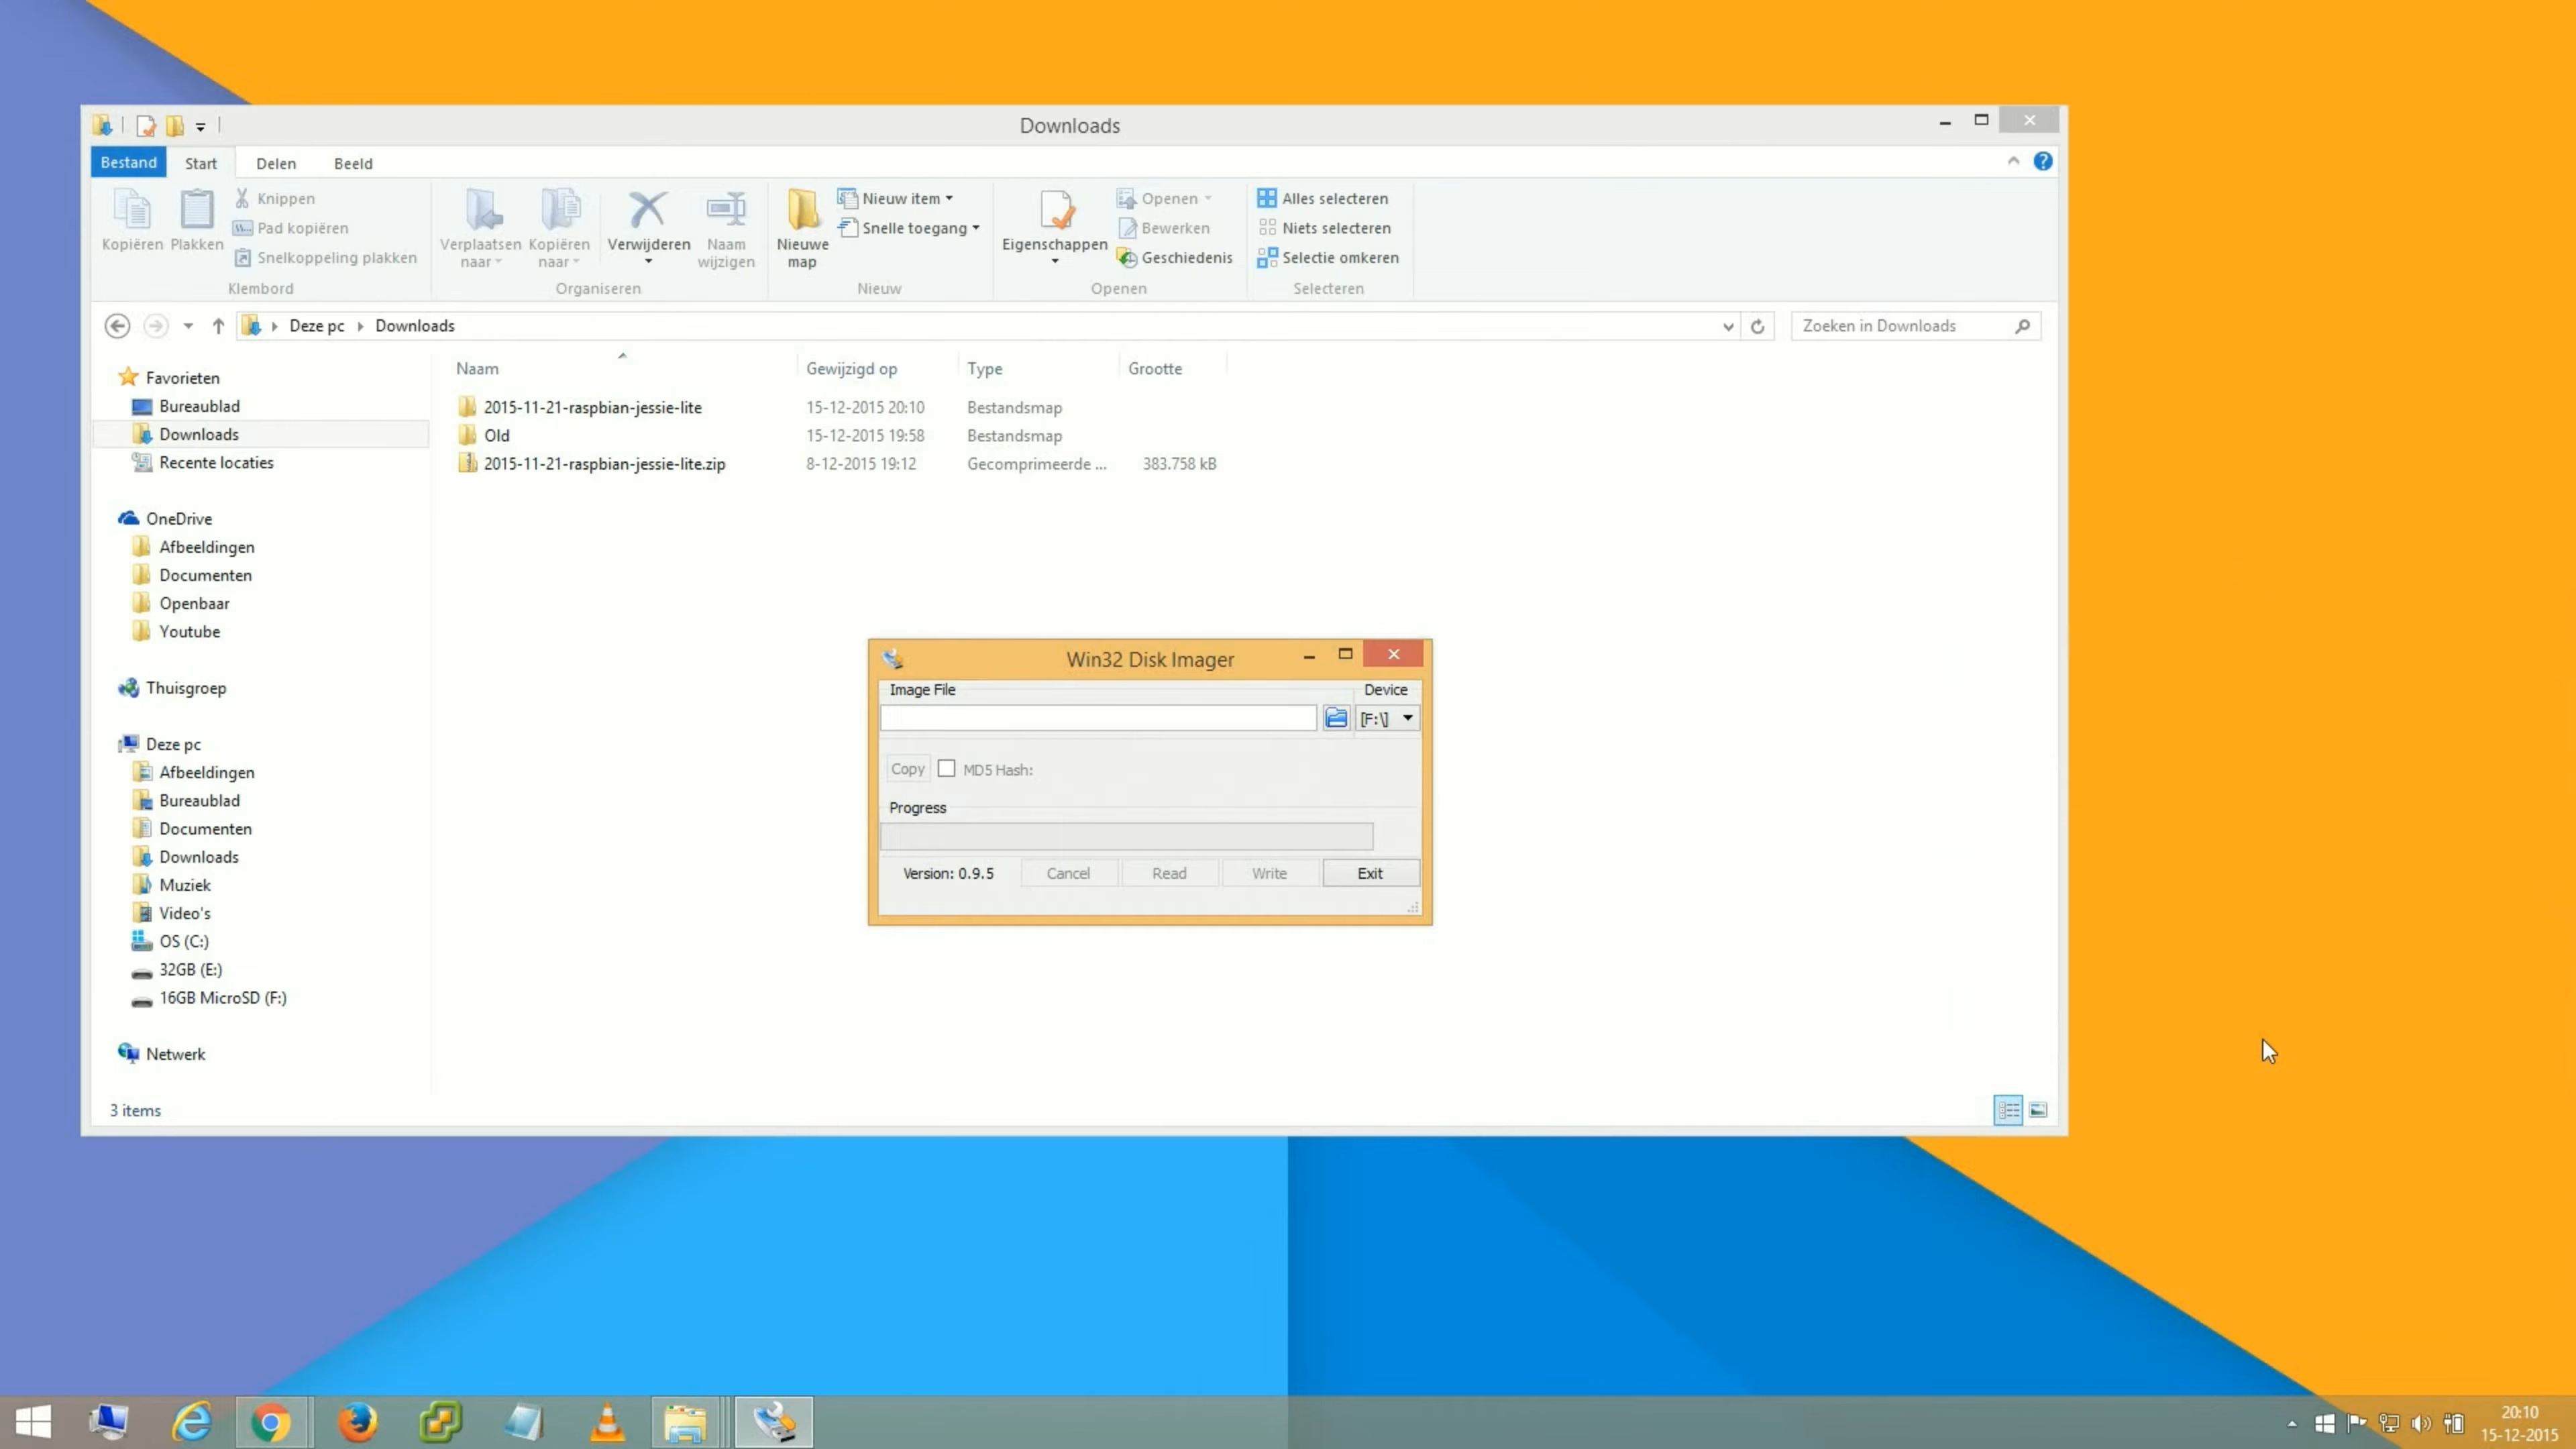 Downloads
Bestand Start Delen Beeld
Kopiëren Plakken Knippen
Pad kopiëren
Snelkoppeling plakken
Klembord
Verplaatsen naar Kopiëren naar Verwijderen Naam wijzigen
Organiseren
Nieuwe map Nieuw item
Snelle toegang
Nieuw
Eigenschappen Openen
Bewerken
Geschiedenis
Openen
Alles selecteren
Niets selecteren
Selectie omkeren
Selecteren
Deze pc Downloads
Zoeken in Downloads
Favorieten
Bureaublad
Downloads
Recente locaties
OneDrive
Afbeeldingen
Documenten
Openbaar
Youtube
Thuisgroep
Deze pc
Afbeeldingen
Bureaublad
Documenten
Downloads
Muziek
Video's
OS (C:)
32GB (E:)
16GB MicroSD (F:)
Netwerk
3 items
Naam Gewijzigd op Type Grootte
2015-11-21-raspbian-jessie-lite 15-12-2015 20:10 Bestandsmap
Old 15-12-2015 19:58 Bestandsmap
2015-11-21-raspbian-jessie-lite.zip 8-12-2015 19:12 Gecomprimeerde ... 383.758 kB
Win32 Disk Imager
Image File Device
[F:\]
Copy MD5 Hash:
Progress
Version: 0.9.5 Cancel Read Write Exit
20:10
15-12-2015